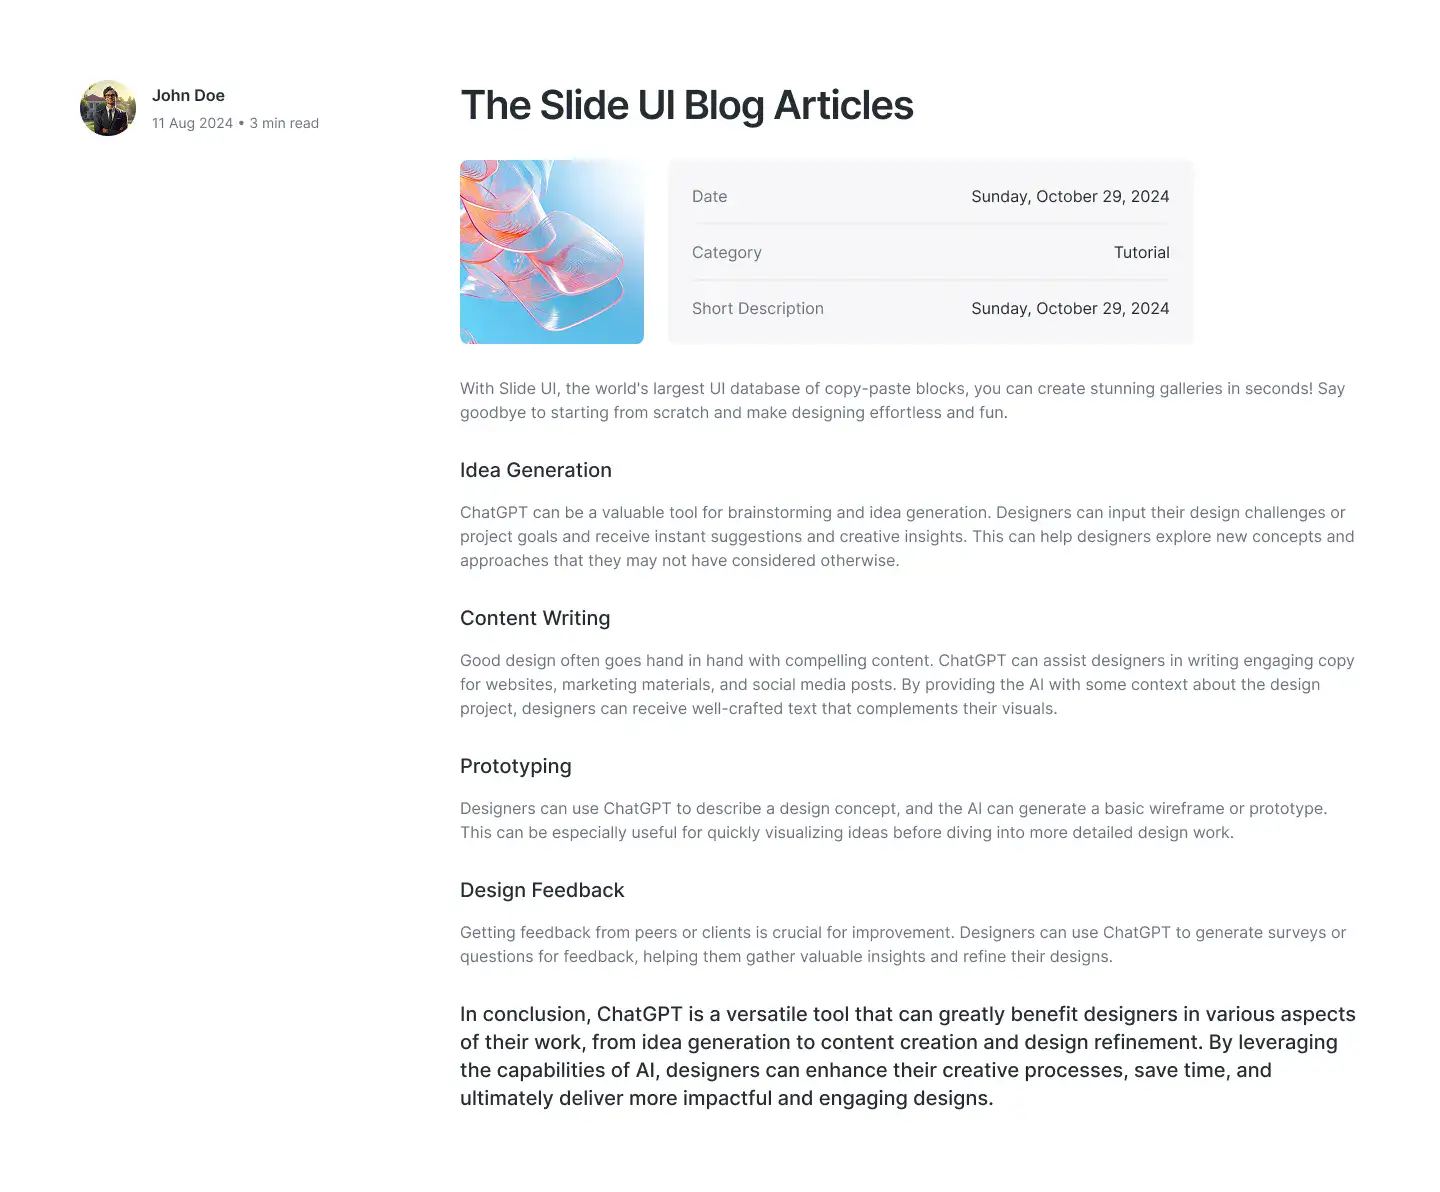 John Doe
11 Aug 2024 • 3 min read
The Slide UI Blog Articles
Date
Sunday, October 29, 2024
Category
Tutorial
Short Description
Sunday, October 29, 2024
With Slide UI, the world's largest UI database of copy-paste blocks, you can create stunning galleries in seconds! Say
goodbye to starting from scratch and make designing effortless and fun.
Idea Generation
ChatGPT can be a valuable tool for brainstorming and idea generation. Designers can input their design challenges or
project goals and receive instant suggestions and creative insights. This can help designers explore new concepts and
approaches that they may not have considered otherwise.
Content Writing
Good design often goes hand in hand with compelling content. ChatGPT can assist designers in writing engaging copy
for websites, marketing materials, and social media posts. By providing the AI with some context about the design
project, designers can receive well-crafted text that complements their visuals.
Prototyping
Designers can use ChatGPT to describe a design concept, and the AI can generate a basic wireframe or prototype.
This can be especially useful for quickly visualizing ideas before diving into more detailed design work.
Design Feedback
Getting feedback from peers or clients is crucial for improvement. Designers can use ChatGPT to generate surveys or
questions for feedback, helping them gather valuable insights and refine their designs.
In conclusion, ChatGPT is a versatile tool that can greatly benefit designers in various aspects
of their work, from idea generation to content creation and design refinement. By leveraging
the capabilities of AI, designers can enhance their creative processes, save time, and
ultimately deliver more impactful and engaging designs.